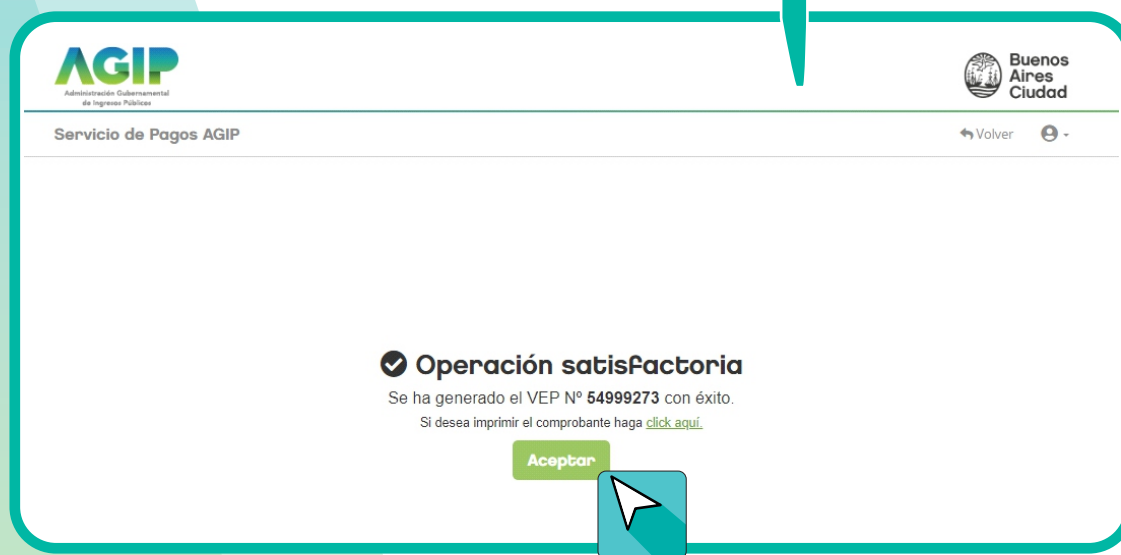 AGIP
Administración Gubernamental
de Ingresos Públicos
Buenos
Aires
Ciudad
Servicio de Pagos AGIP
Volver
Operación satisfactoria
Se ha generado el VEP Nº 54999273 con éxito.
Si desea imprimir el comprobante haga click aquí.
Aceptar